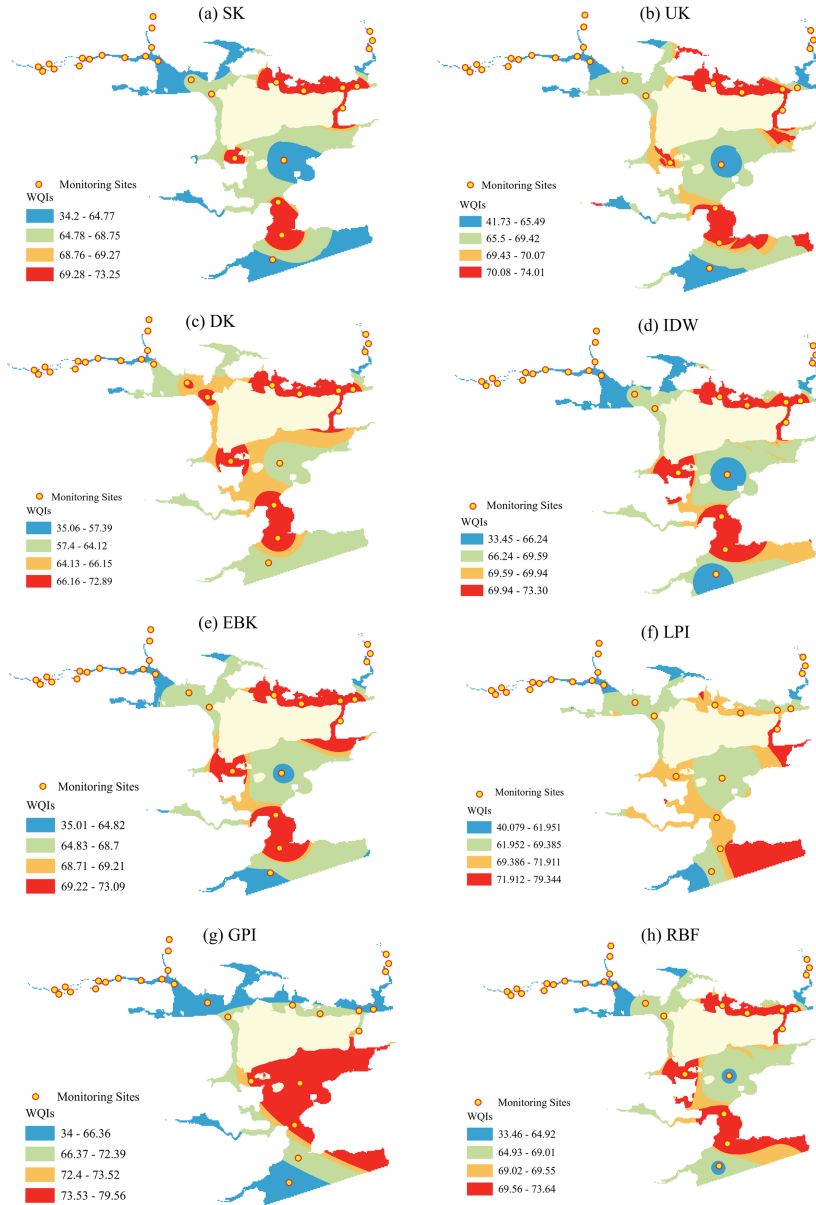 (a) SK
Monitoring Sites
WQIs
34.2 - 64.77
64.78 - 68.75
68.76 - 69.27
69.28 - 73.25
(b) UK
Monitoring Sites
WQIs
41.73 - 65.49
65.5 - 69.42
69.43 - 70.07
70.08 - 74.01
(c) DK
Monitoring Sites
WQIs
35.06 - 57.39
57.4 - 64.12
64.13 - 66.15
66.16 - 72.89
(d) IDW
Monitoring Sites
WQIs
33.45 - 66.24
66.24 - 69.59
69.59 - 69.94
69.94 - 73.30
(e) EBK
Monitoring Sites
WQIs
35.01 - 64.82
64.83 - 68.7
68.71 - 69.21
69.22 - 73.09
(f) LPI
Monitoring Sites
WQIs
40.079 - 61.951
61.952 - 69.385
69.386 - 71.911
71.912 - 79.344
(g) GPI
Monitoring Sites
WQIs
34 - 66.36
66.37 - 72.39
72.4 - 73.52
73.53 - 79.56
(h) RBF
Monitoring Sites
WQIs
33.46 - 64.92
64.93 - 69.01
69.02 - 69.55
69.56 - 73.64